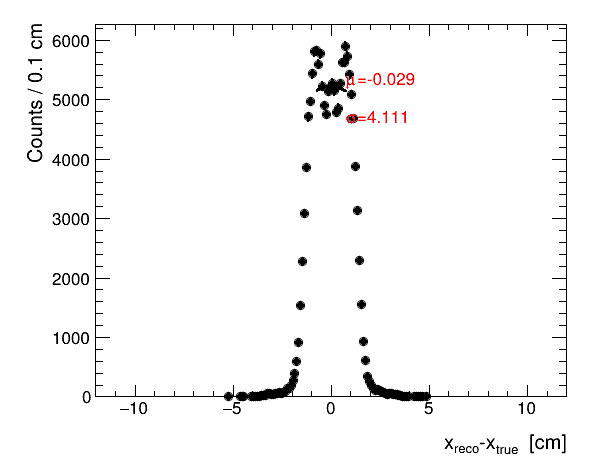 Counts / 0.1 cm
6000
5000
4000
3000
2000
1000
0
μ=-0.029
σ=4.111
−10 −5 0 5 10
x_reco-x_true [cm]